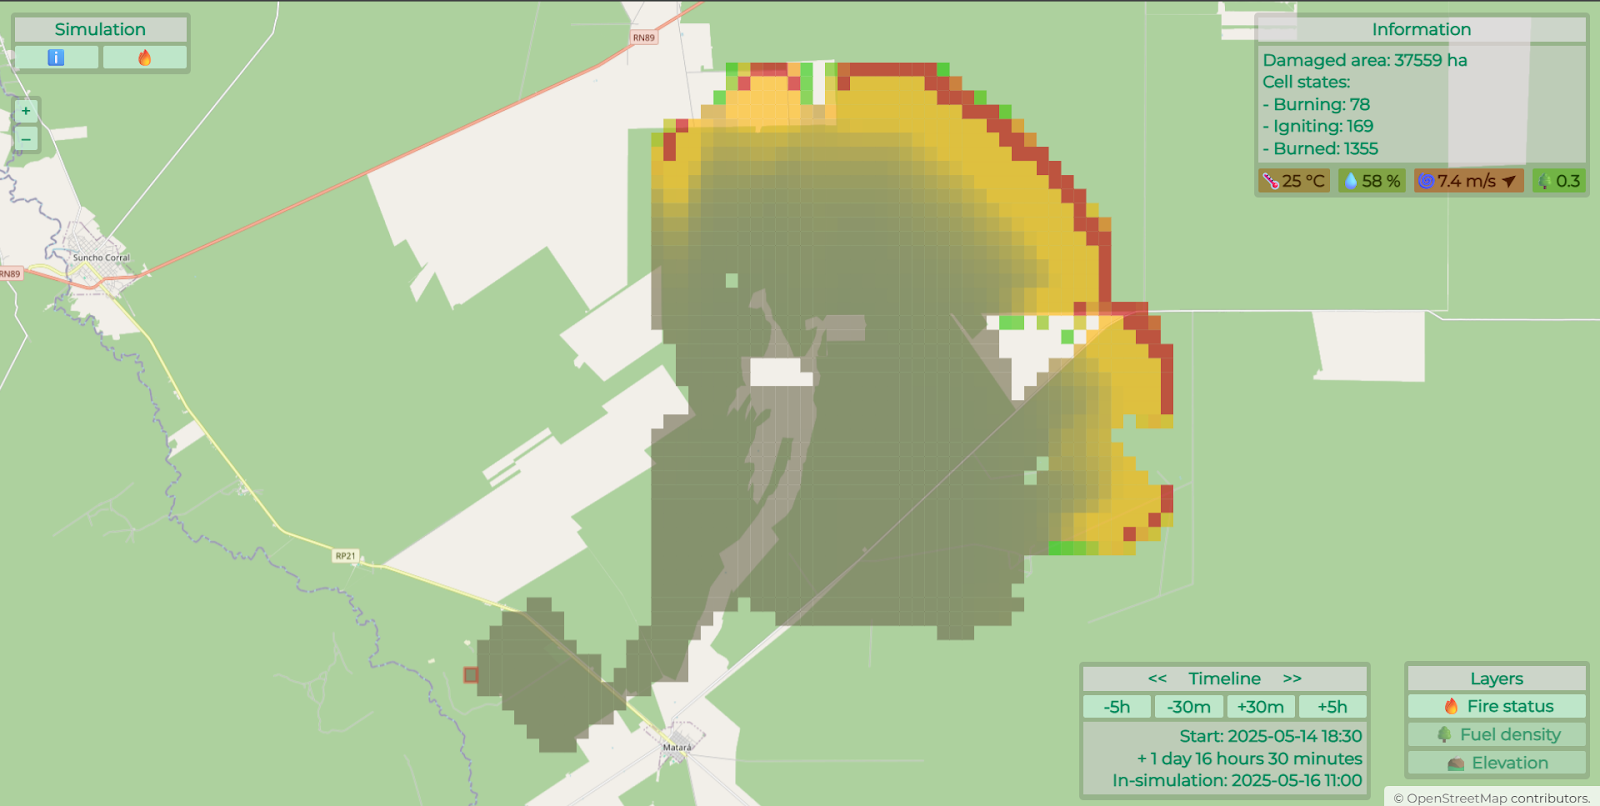 Simulation
+
−
RN89
Suncho Corral
RN89
RP21
Matará
Information
Damaged area: 37559 ha
Cell states:
- Burning: 78
- Igniting: 169
- Burned: 1355
25 °C 58 % 7.4 m/s 0.3
<< Timeline >>
-5h -30m +30m +5h
Start: 2025-05-14 18:30
+ 1 day 16 hours 30 minutes
In-simulation: 2025-05-16 11:00
Layers
Fire status
Fuel density
Elevation
© OpenStreetMap contributors.